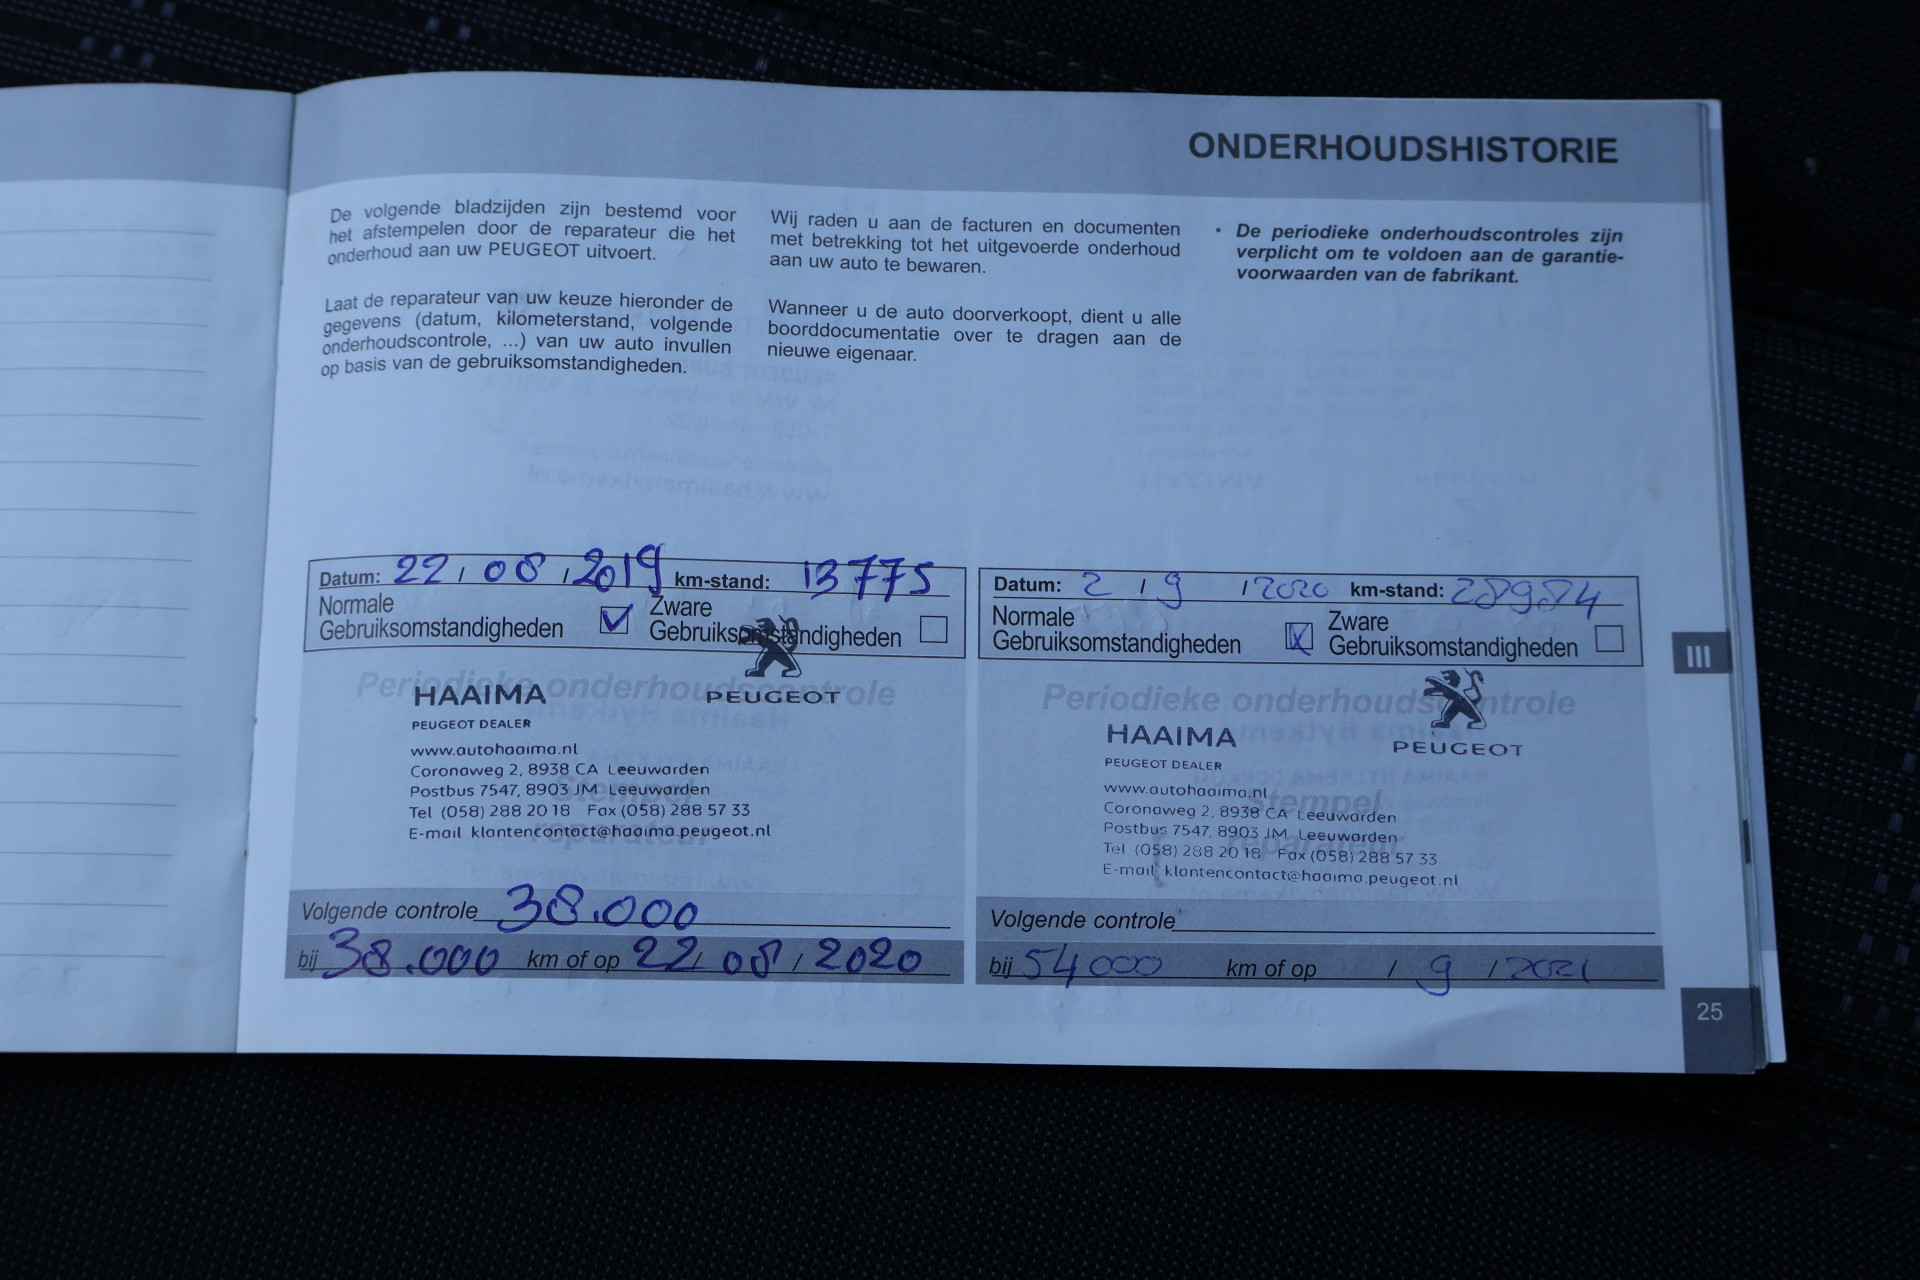 ONDERHOUDSHISTORIE
De volgende bladzijden zijn bestemd voor
het afstempelen door de reparateur die het
onderhoud aan uw PEUGEOT uitvoert.
Laat de reparateur van uw keuze hieronder de
gegevens (datum, kilometerstand, volgende
onderhoudscontrole, ...) van uw auto invullen
op basis van de gebruiksomstandigheden.
Wij raden u aan de facturen en documenten
met betrekking tot het uitgevoerde onderhoud
aan uw auto te bewaren.
Wanneer u de auto doorverkoopt, dient u alle
boorddocumentatie over te dragen aan de
nieuwe eigenaar.
• De periodieke onderhoudscontroles zijn
verplicht om te voldoen aan de garantie-
voorwaarden van de fabrikant.
Datum: 22 / 08 / 2019 km-stand: 13775
Normale
Gebruiksomstandigheden
Zware
Gebruiksomstandigheden
Periodieke onderhoudscontrole
HAAIMA
PEUGEOT
PEUGEOT DEALER
www.autohaaima.nl
Coronaweg 2, 8938 CA Leeuwarden
Stempel
Postbus 7547, 8903 JM Leeuwarden
Tel (058) 288 20 18 Fax (058) 288 57 33
reparateur
E-mail klantencontact@haaima.peugeot.nl
Volgende controle 38.000
bij 38.000 km of op 22 / 08 / 2020
Datum: 2 / 9 / 2020 km-stand: 28984
Normale
Gebruiksomstandigheden
Zware
Gebruiksomstandigheden
Periodieke onderhoudscontrole
HAAIMA
PEUGEOT
PEUGEOT DEALER
www.autohaaima.nl
Stempel
Coronaweg 2, 8938 CA Leeuwarden
Postbus 7547, 8903 JM Leeuwarden
reparateur
Tel (058) 288 20 18 Fax (058) 288 57 33
E-mail klantencontact@haaima.peugeot.nl
Volgende controle
bij 54000 km of op / 9 / 2021
III
25